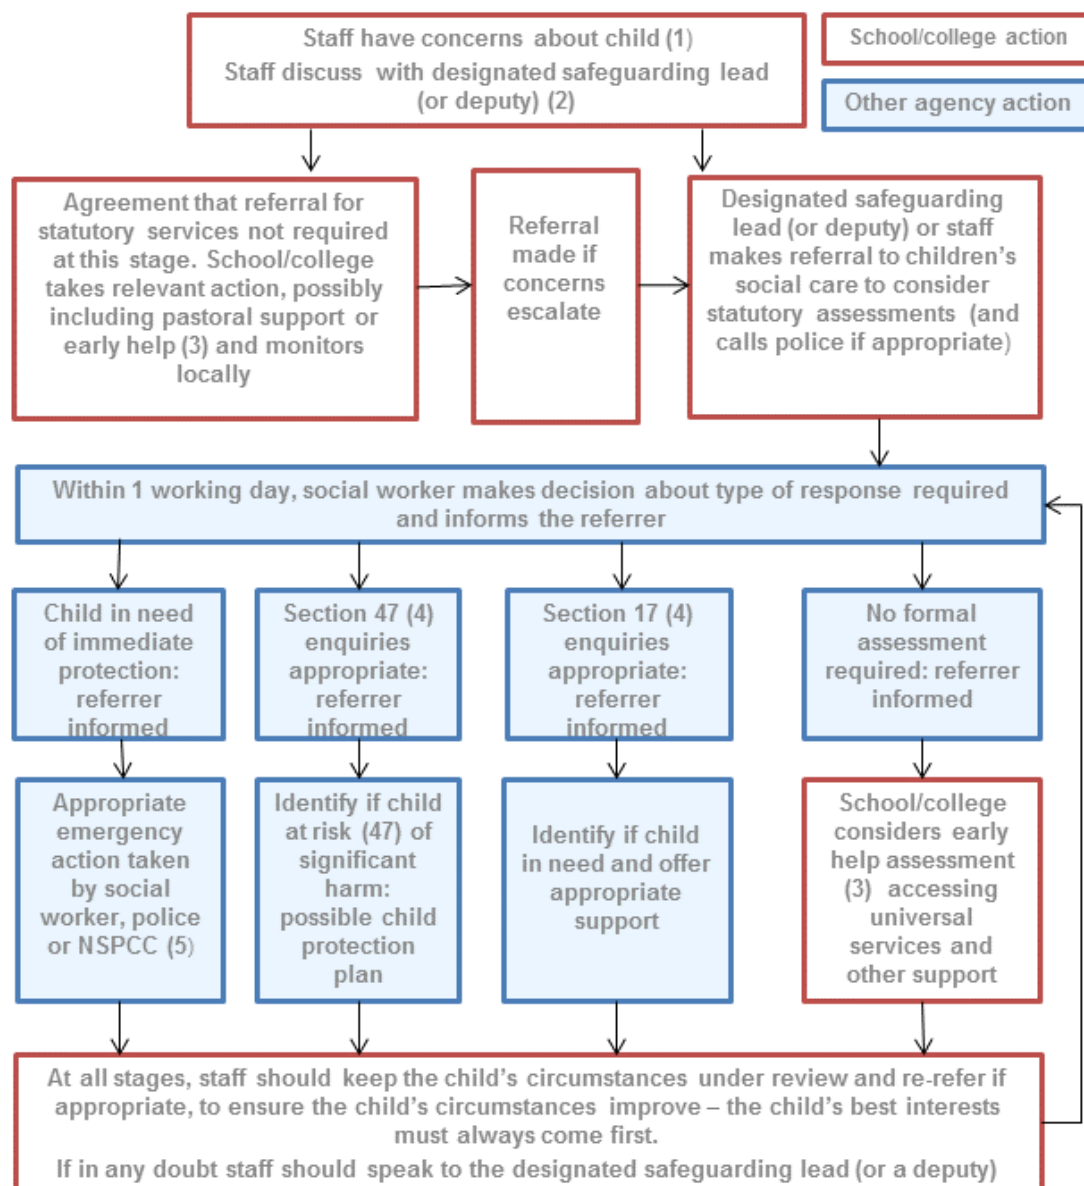 Staff have concerns about child (1)
Staff discuss with designated safeguarding lead
(or deputy) (2)
School/college action
Other agency action
Agreement that referral for
statutory services not required
at this stage. School/college
takes relevant action, possibly
including pastoral support or
early help (3) and monitors
locally
Referral
made if
concerns
escalate
Designated safeguarding
lead (or deputy) or staff
makes referral to children's
social care to consider
statutory assessments (and
calls police if appropriate)
Within 1 working day, social worker makes decision about type of response required
and informs the referrer
Child in need
of immediate
protection:
referrer
informed
Section 47 (4)
enquiries
appropriate:
referrer
informed
Section 17 (4)
enquiries
appropriate:
referrer
informed
No formal
assessment
required: referrer
informed
Appropriate
emergency
action taken
by social
worker, police
or NSPCC (5)
Identify if child
at risk (47) of
significant
harm:
possible child
protection
plan
Identify if child
in need and offer
appropriate
support
School/college
considers early
help assessment
(3) accessing
universal
services and
other support
At all stages, staff should keep the child's circumstances under review and re-refer if
appropriate, to ensure the child's circumstances improve – the child's best interests
must always come first.
If in any doubt staff should speak to the designated safeguarding lead (or a deputy)